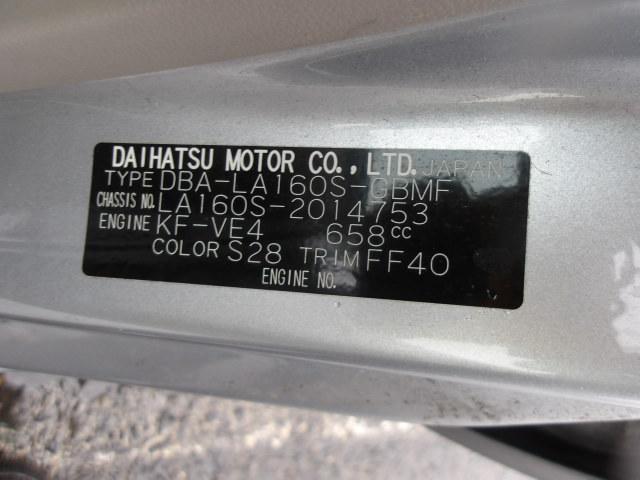 DAIHATSU MOTOR CO., LTD. JAPAN
TYPE DBA-LA160S-GBMF
CHASSIS NO. LA160S-2014753
ENGINE KF-VE4 658cc
COLOR S28 TRIM FF40
ENGINE NO.